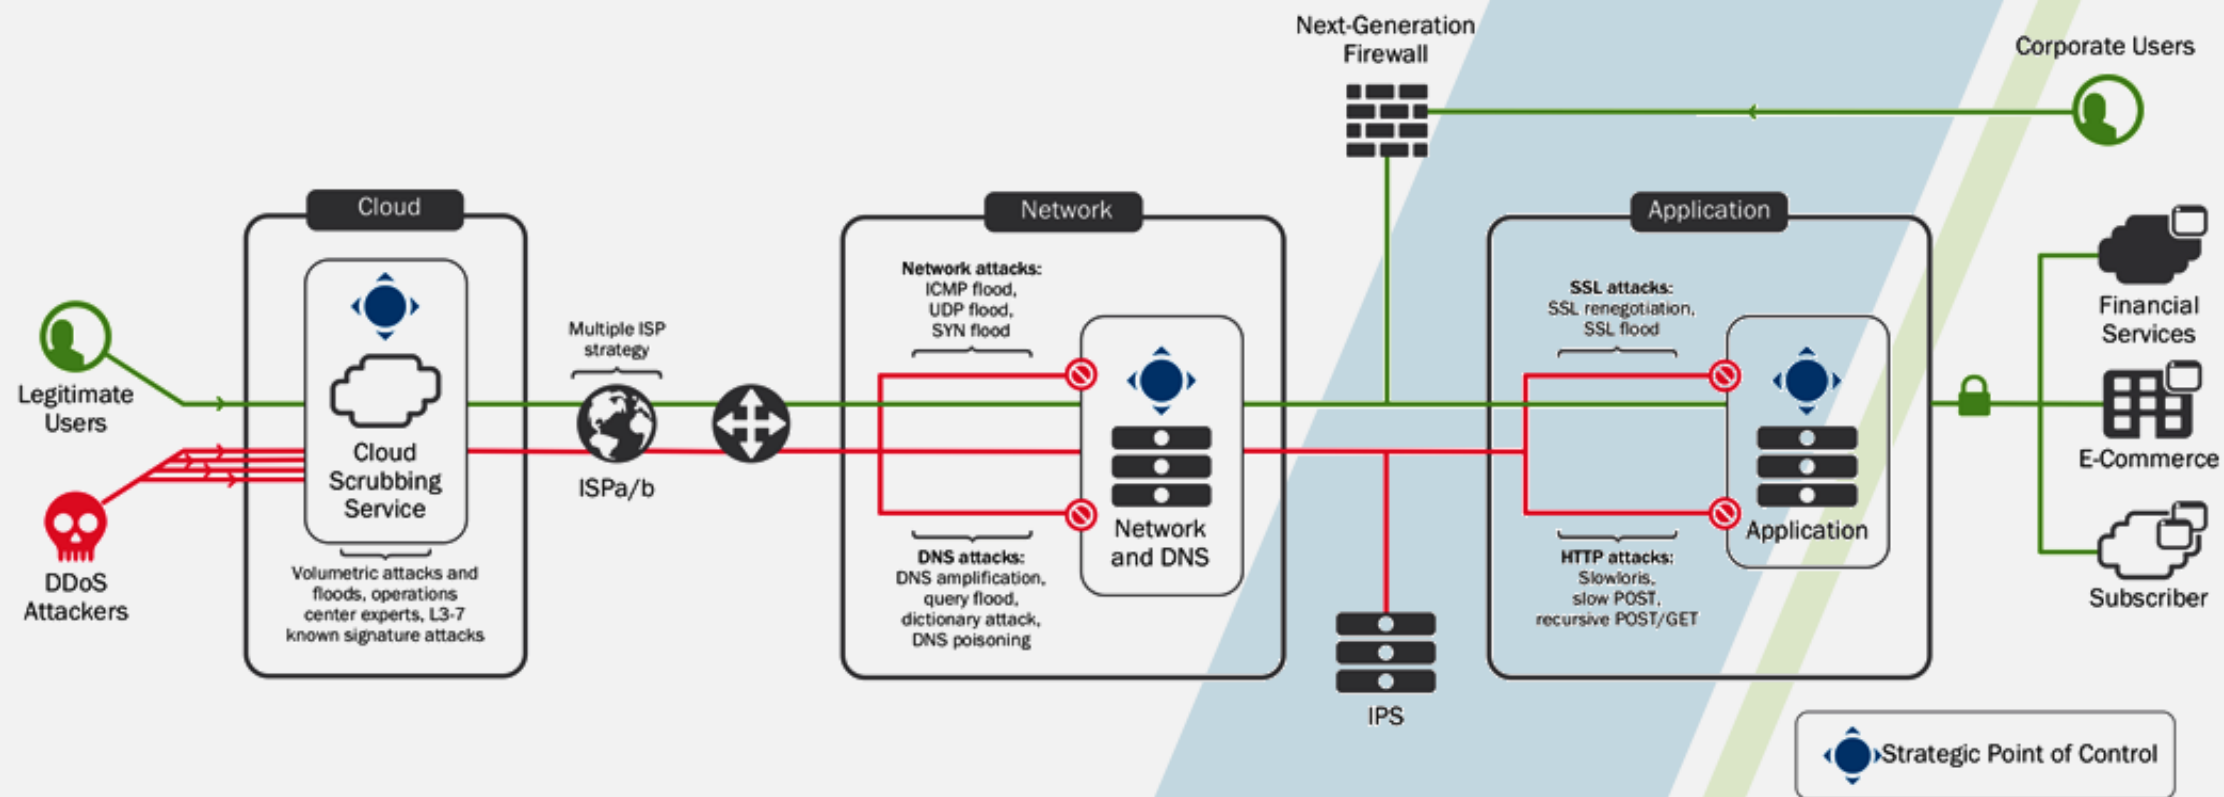 Next-Generation
Firewall
Corporate Users
Cloud
Network
Application
Legitimate
Users
DDoS
Attackers
Cloud
Scrubbing
Service
Volumetric attacks and
floods, operations
center experts, L3-7
known signature attacks
Multiple ISP
strategy
ISPa/b
Network attacks:
ICMP flood,
UDP flood,
SYN flood
DNS attacks:
DNS amplification,
query flood,
dictionary attack,
DNS poisoning
Network
and DNS
IPS
SSL attacks:
SSL renegotiation,
SSL flood
HTTP attacks:
Slowloris,
slow POST,
recursive POST/GET
Application
Financial
Services
E-Commerce
Subscriber
Strategic Point of Control